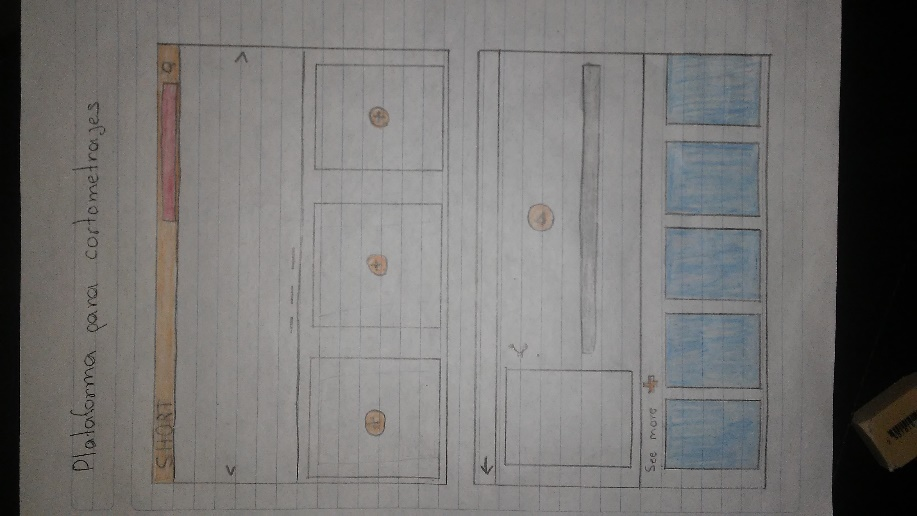 Plataforma para cortometrajes
SHORT
See more +